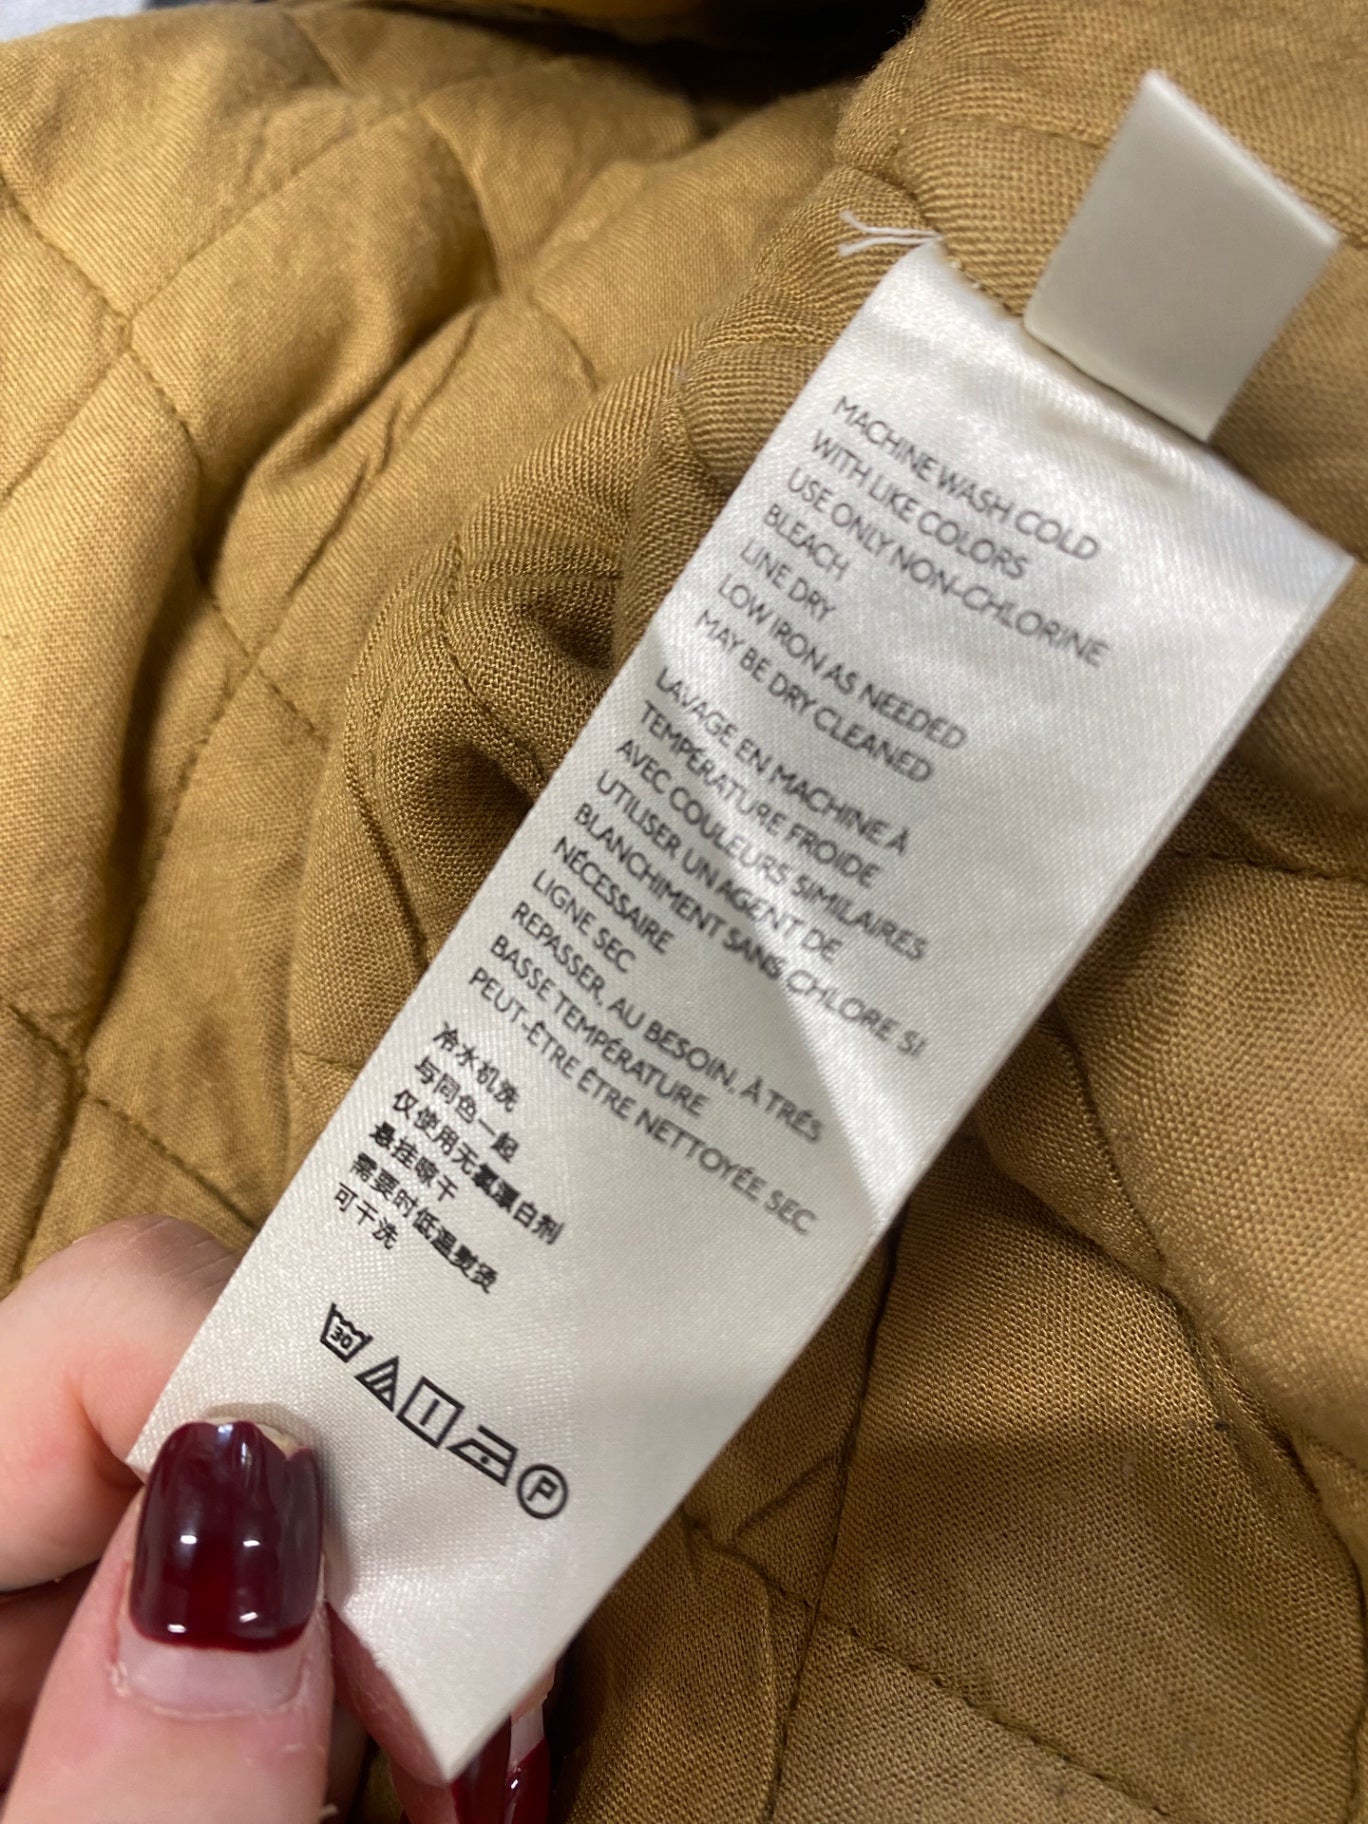 MACHINE WASH COLD
WITH LIKE COLORS
USE ONLY NON-CHLORINE
BLEACH
LINE DRY
LOW IRON AS NEEDED
MAY BE DRY CLEANED
LAVAGE EN MACHINE À
TEMPÉRATURE FROIDE
AVEC COULEURS SIMILAIRES
UTILISER UN AGENT DE
BLANCHIMENT SANS CHLORE SI
NÉCESSAIRE
LIGNE SEC
REPASSER, AU BESOIN, À TRÉS
BASSE TEMPÉRATURE
PEUT-ÊTRE ÊTRE NETTOYÉE SEC
冷水机洗
与同色一起
仅使用无氯漂白剂
悬挂晾干
需要时低温熨烫
可干洗
30
P